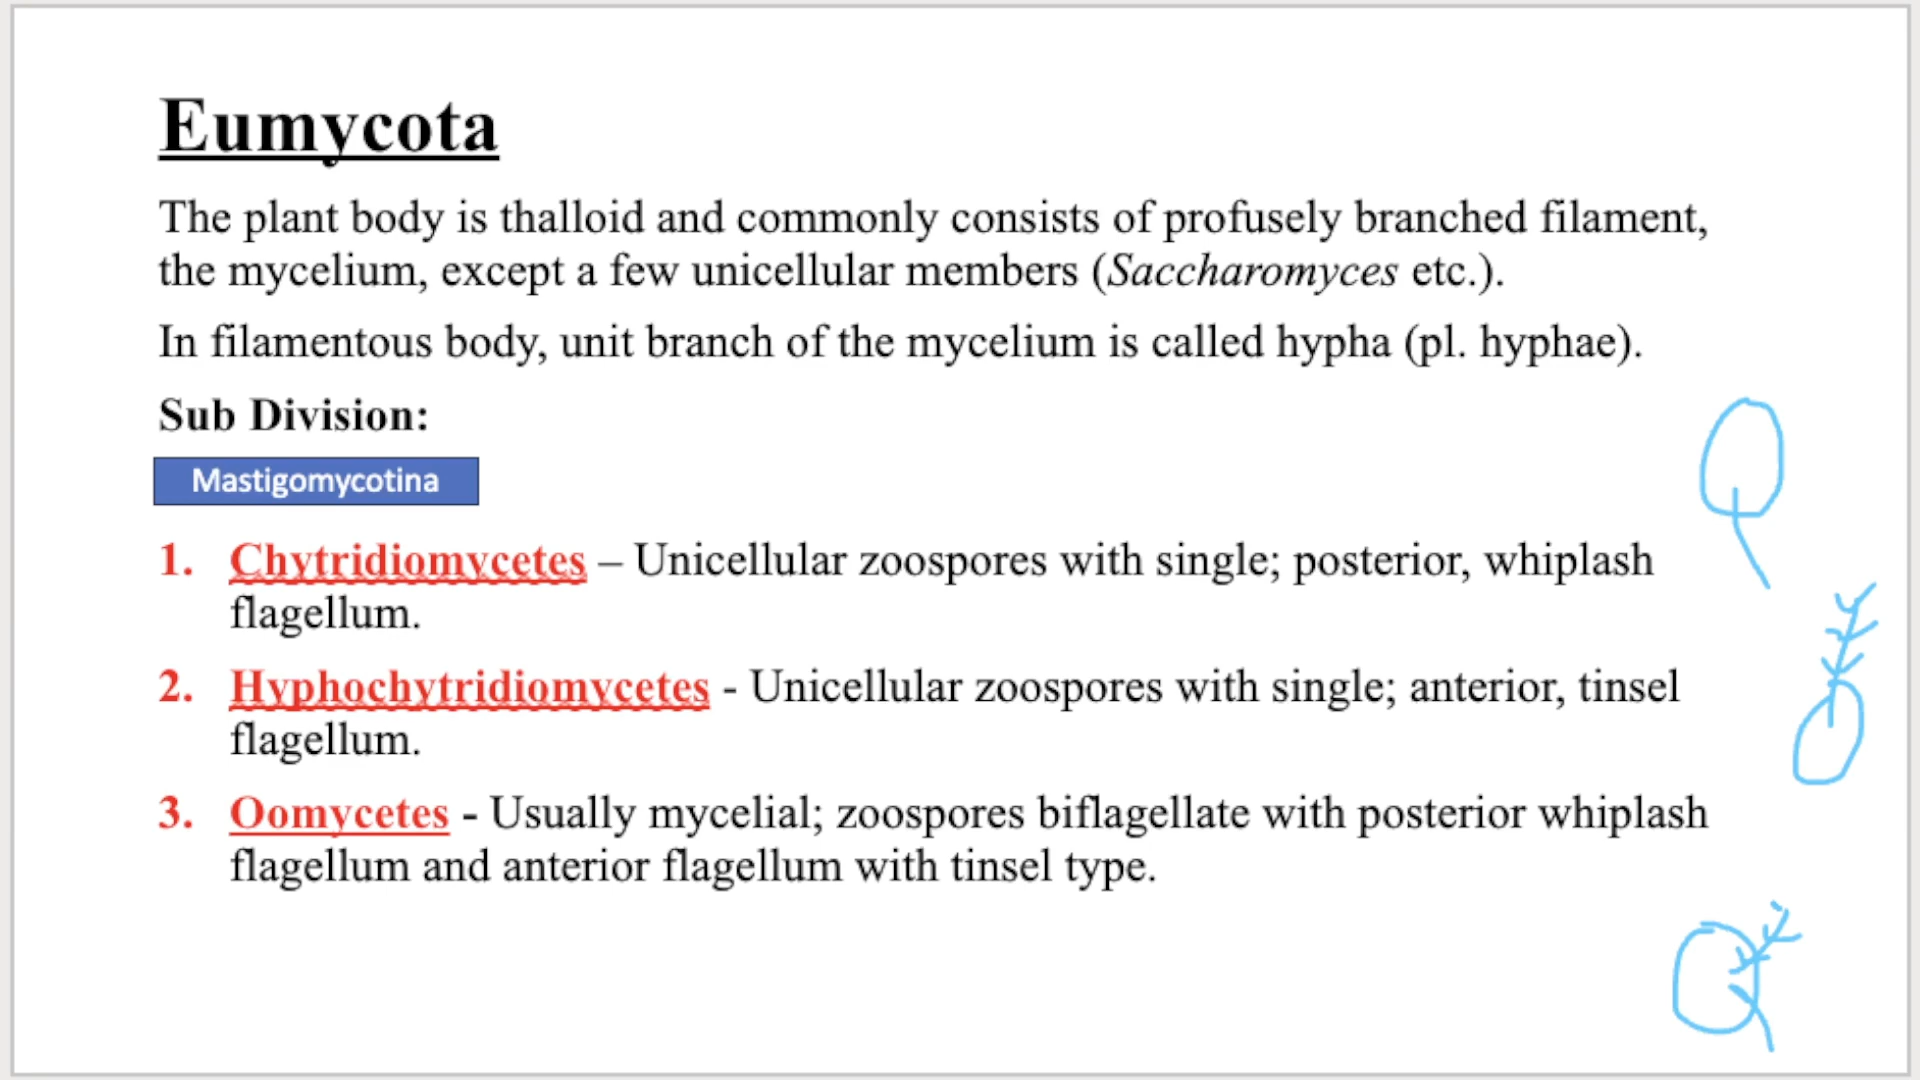 Eumycota
The plant body is thalloid and commonly consists of profusely branched filament,
the mycelium, except a few unicellular members (Saccharomyces etc.).
In filamentous body, unit branch of the mycelium is called hypha (pl. hyphae).
Sub Division:
Mastigomycotina
1. Chytridiomycetes – Unicellular zoospores with single; posterior, whiplash
flagellum.
2. Hyphochytridiomycetes - Unicellular zoospores with single; anterior, tinsel
flagellum.
3. Oomycetes - Usually mycelial; zoospores biflagellate with posterior whiplash
flagellum and anterior flagellum with tinsel type.